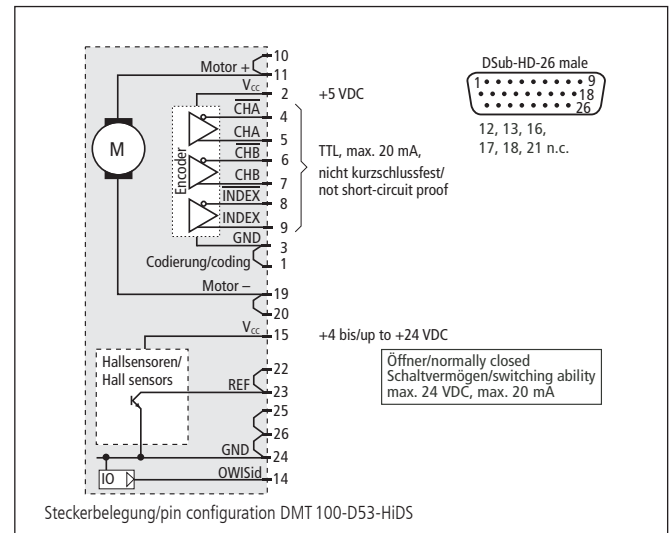 10
Motor +
11
Vcc
2
+5 VDC
CHA
4
CHA
5
CHB
6
CHB
7
INDEX
8
INDEX
9
GND
3
Codierung/coding
1
Encoder
M
TTL, max. 20 mA,
nicht kurzschlussfest/
not short-circuit proof
DSub-HD-26 male
1 9
18
26
12, 13, 16,
17, 18, 21 n.c.
Motor –
19
20
Vcc
15
+4 bis/up to +24 VDC
Hallsensoren/
Hall sensors
22
REF
23
25
26
GND
24
OWISid
14
IO
Öffner/normally closed
Schaltvermögen/switching ability
max. 24 VDC, max. 20 mA
Steckerbelegung/pin configuration DMT 100-D53-HiDS